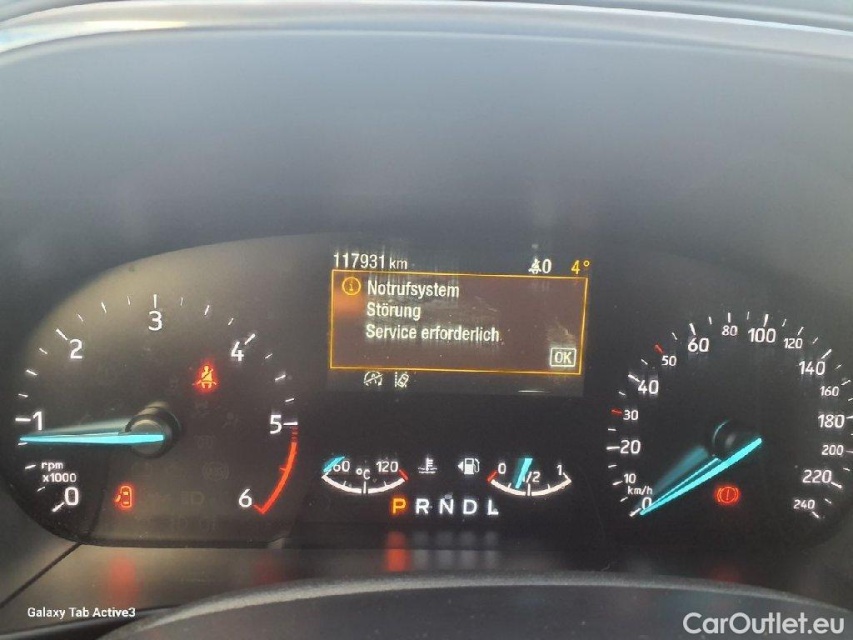 117931 km
40 4°
Notrufsystem
Störung
Service erforderlich
OK
0 1 2 3 4 5 6
rpm
x1000
60 °C 120
0 1/2 1
P R N D L
0 10 20 30 40 50 60 80 100 120 140 160 180 200 220 240
km/h
Galaxy Tab Active3
CarOutlet.eu